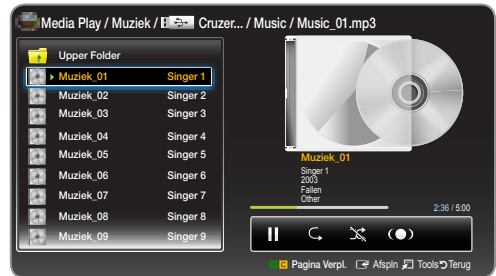 Media Play / Muziek / Cruzer... / Music / Music_01.mp3
Upper Folder
Muziek_01 Singer 1
Muziek_02 Singer 2
Muziek_03 Singer 3
Muziek_04 Singer 4
Muziek_05 Singer 5
Muziek_06 Singer 6
Muziek_07 Singer 7
Muziek_08 Singer 8
Muziek_09 Singer 9
Muziek_01
Singer 1
2003
Fallen
Other
2:36 / 5:00
C Pagina Verpl. Afspln Tools Terug